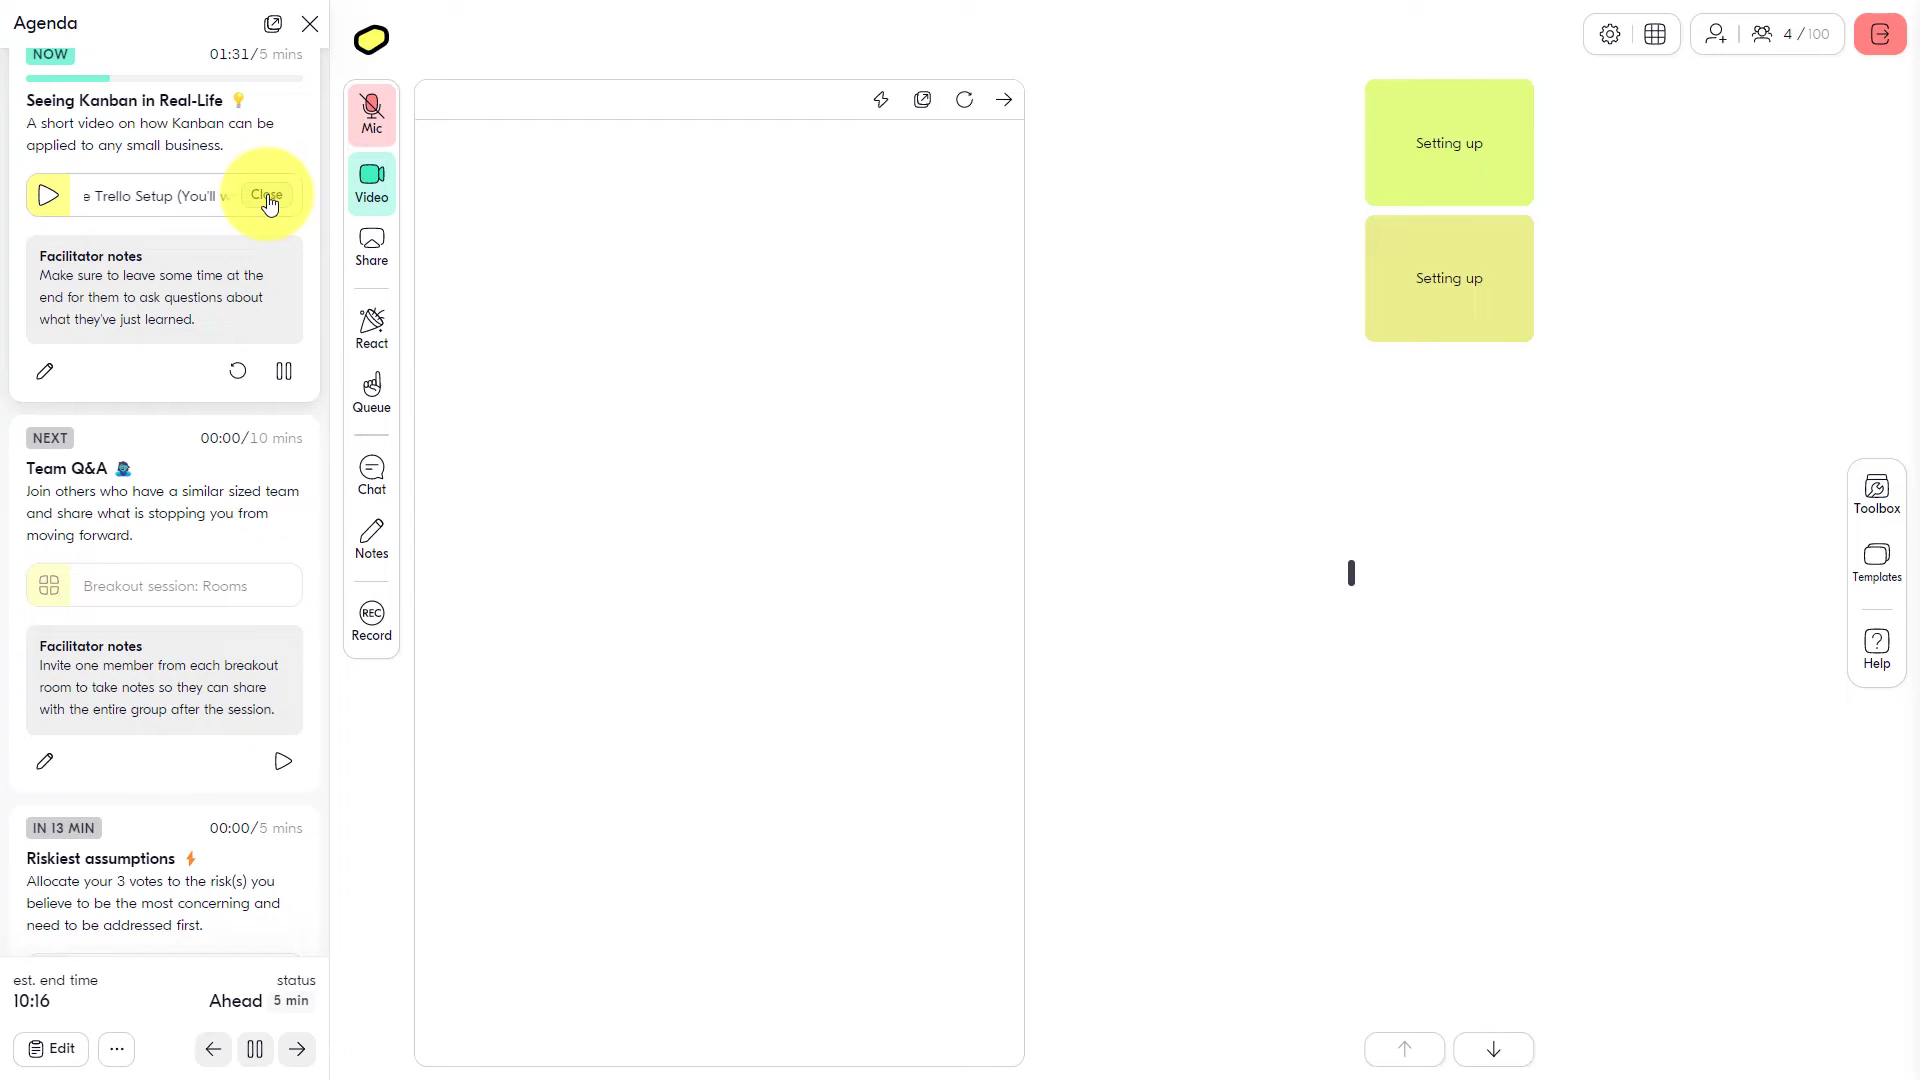 Agenda
NOW
01:31/5 mins
Seeing Kanban in Real-Life
A short video on how Kanban can be
applied to any small business.
e Trello Setup (You'll w
Close
Facilitator notes
Make sure to leave some time at the
end for them to ask questions about
what they've just learned.
NEXT
00:00/10 mins
Team Q&A
Join others who have a similar sized team
and share what is stopping you from
moving forward.
Breakout session: Rooms
Facilitator notes
Invite one member from each breakout
room to take notes so they can share
with the entire group after the session.
IN 13 MIN
00:00/5 mins
Riskiest assumptions
Allocate your 3 votes to the risk(s) you
believe to be the most concerning and
need to be addressed first.
est. end time
status
10:16
Ahead 5 min
Edit
Mic
Video
Share
React
Queue
Chat
Notes
REC
Record
Setting up
Setting up
4 /100
Toolbox
Templates
?
Help